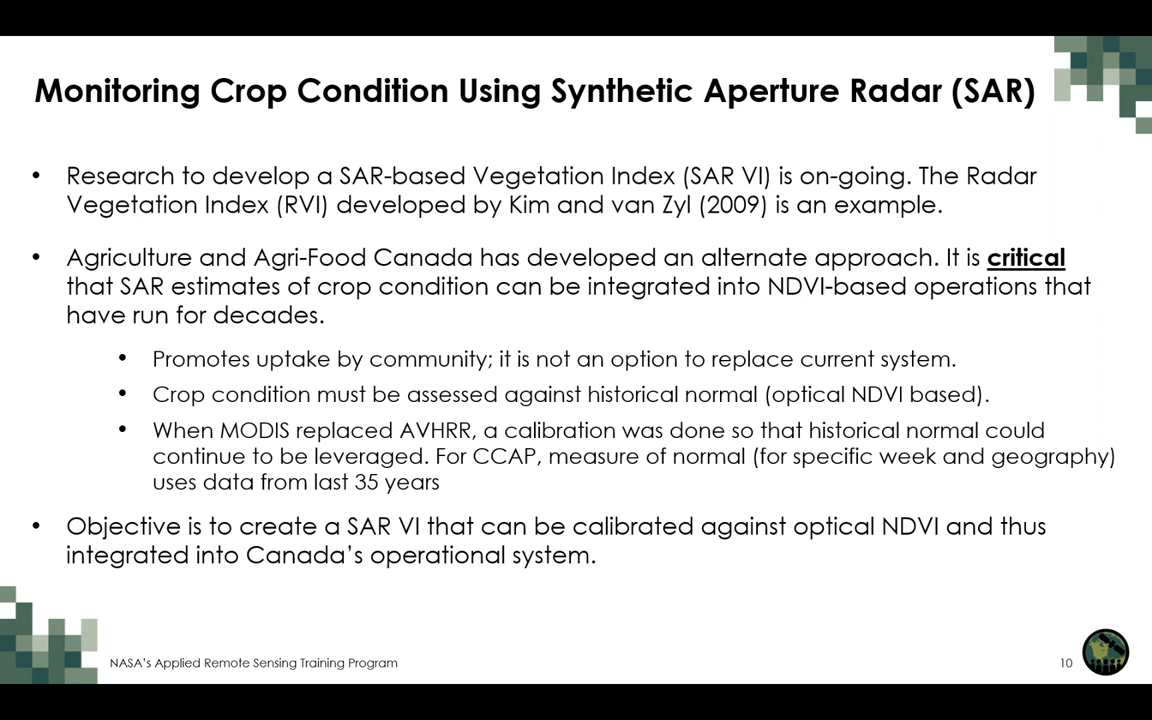 Monitoring Crop Condition Using Synthetic Aperture Radar (SAR)
• Research to develop a SAR-based Vegetation Index (SAR VI) is on-going. The Radar
Vegetation Index (RVI) developed by Kim and van Zyl (2009) is an example.
• Agriculture and Agri-Food Canada has developed an alternate approach. It is critical
that SAR estimates of crop condition can be integrated into NDVI-based operations that
have run for decades.
• Promotes uptake by community; it is not an option to replace current system.
• Crop condition must be assessed against historical normal (optical NDVI based).
• When MODIS replaced AVHRR, a calibration was done so that historical normal could
continue to be leveraged. For CCAP, measure of normal (for specific week and geography)
uses data from last 35 years
• Objective is to create a SAR VI that can be calibrated against optical NDVI and thus
integrated into Canada's operational system.
NASA's Applied Remote Sensing Training Program
10